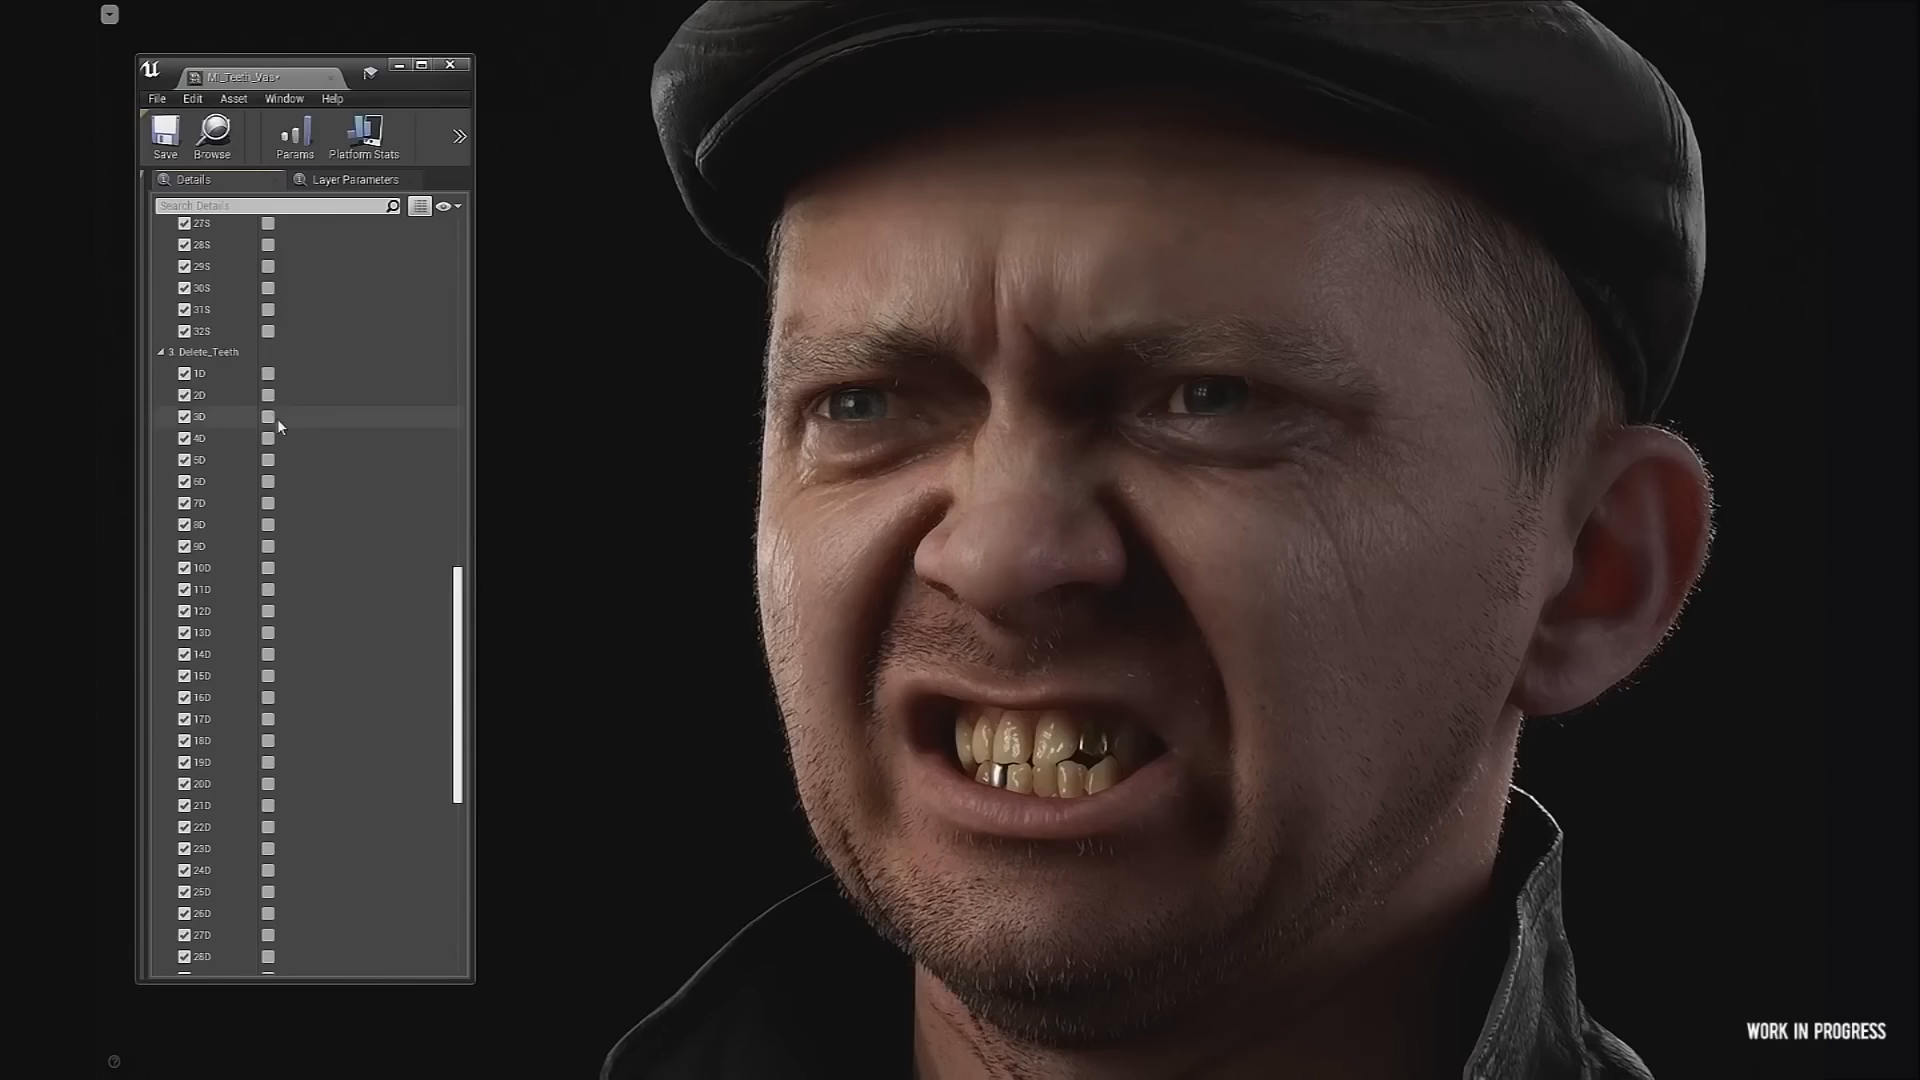 Mi_Teeth_Vas*
File Edit Asset Window Help
Save Browse Params Platform Stats
Details Layer Parameters
Search Details
27S
28S
29S
30S
31S
32S
3. Delete_Teeth
1D
2D
3D
4D
5D
6D
7D
8D
9D
10D
11D
12D
13D
14D
15D
16D
17D
18D
19D
20D
21D
22D
23D
24D
25D
26D
27D
28D
WORK IN PROGRESS